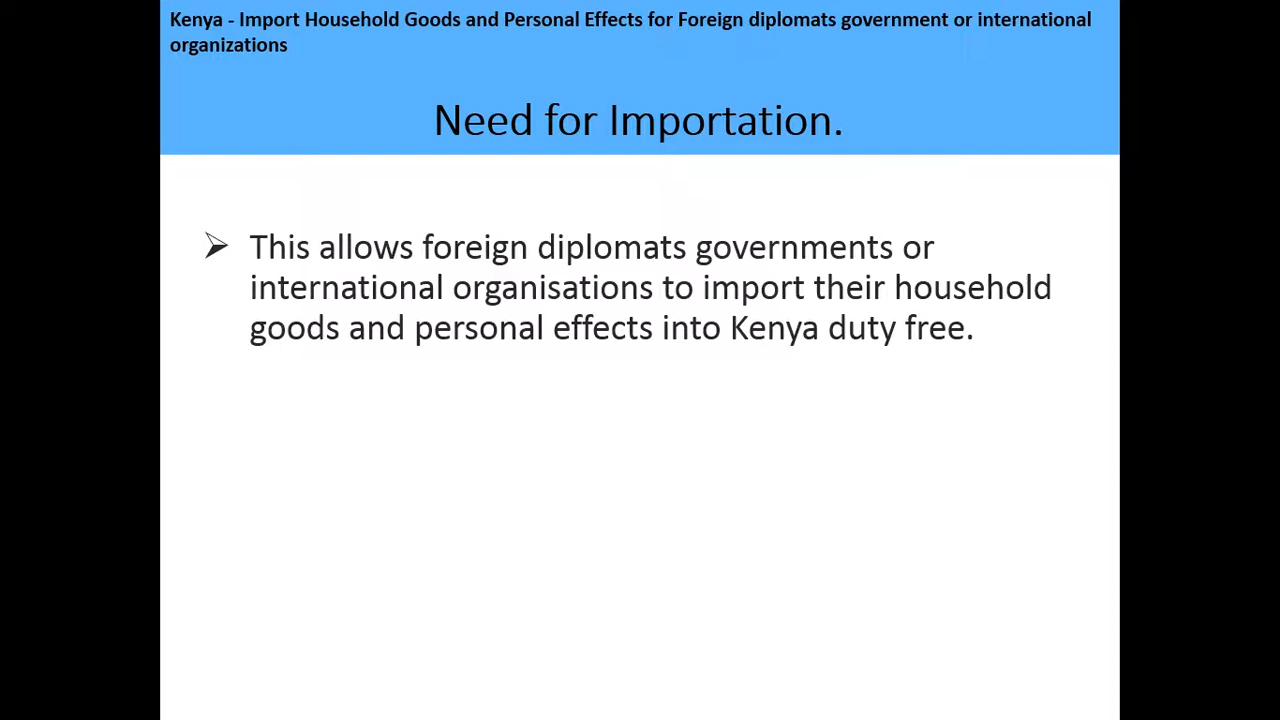 Kenya - Import Household Goods and Personal Effects for Foreign diplomats government or international
organizations
Need for Importation.
This allows foreign diplomats governments or
international organisations to import their household
goods and personal effects into Kenya duty free.